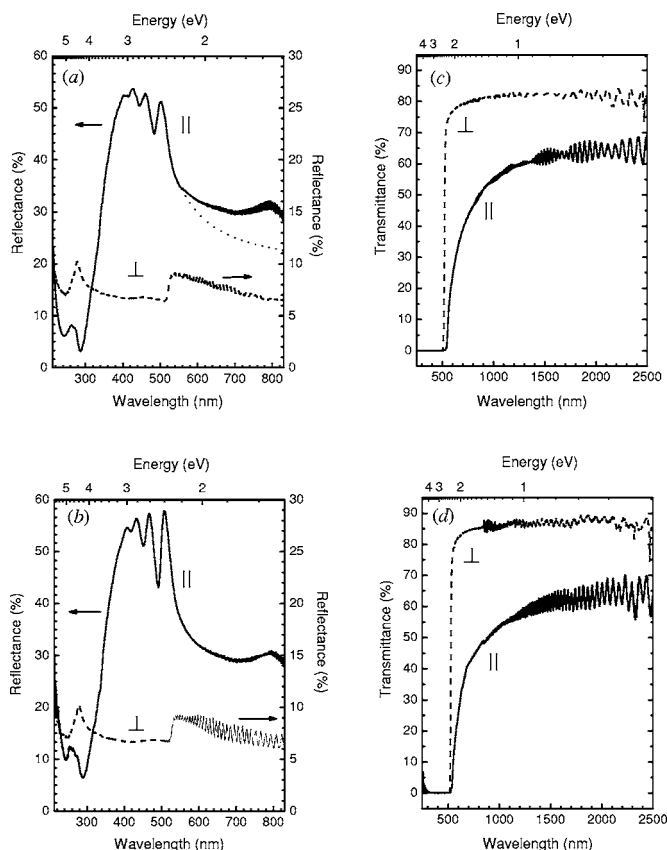 Energy (eV)
5 4 3 2
60 50 40 30 20 10 0
Reflectance (%)
(a)
||
⊥
30 25 20 15 10 5 0
Reflectance (%)
300 400 500 600 700 800
Wavelength (nm)
Energy (eV)
4 3 2 1
90 80 70 60 50 40 30 20 10 0
Transmittance (%)
(c)
⊥
||
500 1000 1500 2000 2500
Wavelength (nm)
Energy (eV)
5 4 3 2
60 50 40 30 20 10 0
Reflectance (%)
(b)
||
⊥
30 25 20 15 10 5 0
Reflectance (%)
300 400 500 600 700 800
Wavelength (nm)
Energy (eV)
4 3 2 1
90 80 70 60 50 40 30 20 10 0
Transmittance (%)
(d)
⊥
||
500 1000 1500 2000 2500
Wavelength (nm)